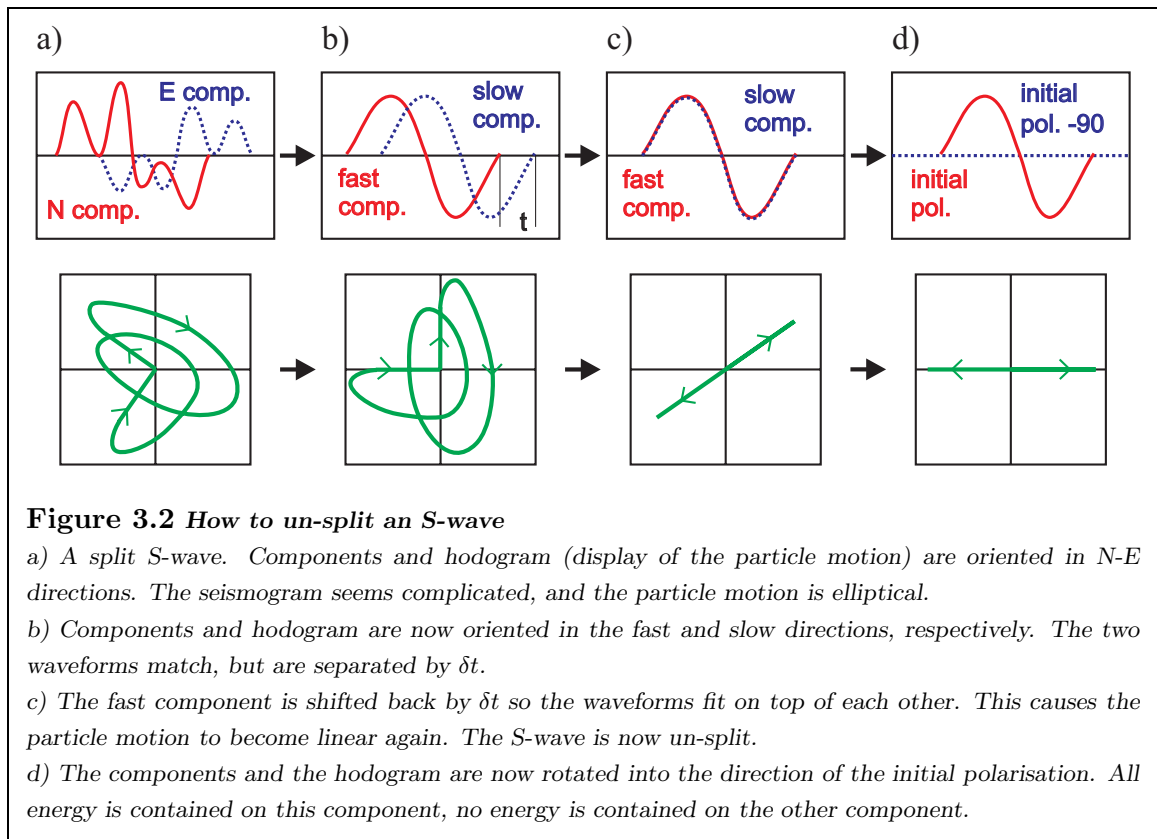 a)
b)
c)
d)
E comp.
N comp.
slow
comp.
fast
comp.
t
slow
comp.
fast
comp.
initial
pol. -90
initial
pol.
Figure 3.2 How to un-split an S-wave
a) A split S-wave. Components and hodogram (display of the particle motion) are oriented in N-E
directions. The seismogram seems complicated, and the particle motion is elliptical.
b) Components and hodogram are now oriented in the fast and slow directions, respectively. The two
waveforms match, but are separated by δt.
c) The fast component is shifted back by δt so the waveforms fit on top of each other. This causes the
particle motion to become linear again. The S-wave is now un-split.
d) The components and the hodogram are now rotated into the direction of the initial polarisation. All
energy is contained on this component, no energy is contained on the other component.